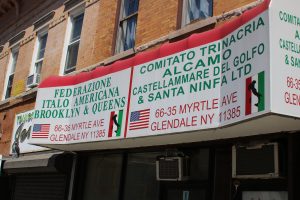 FEDERAZIONE
ITALO AMERICANA
BROOKLYN & QUEENS
66-35 MYRTLE AVE
GLENDALE NY 11385
COMITATO TRINACRIA
ALCAMO
CASTELLAMMARE DEL GOLFO
& SANTA NINFA LTD
66-35 MYRTLE AVE
GLENDALE NY 11385